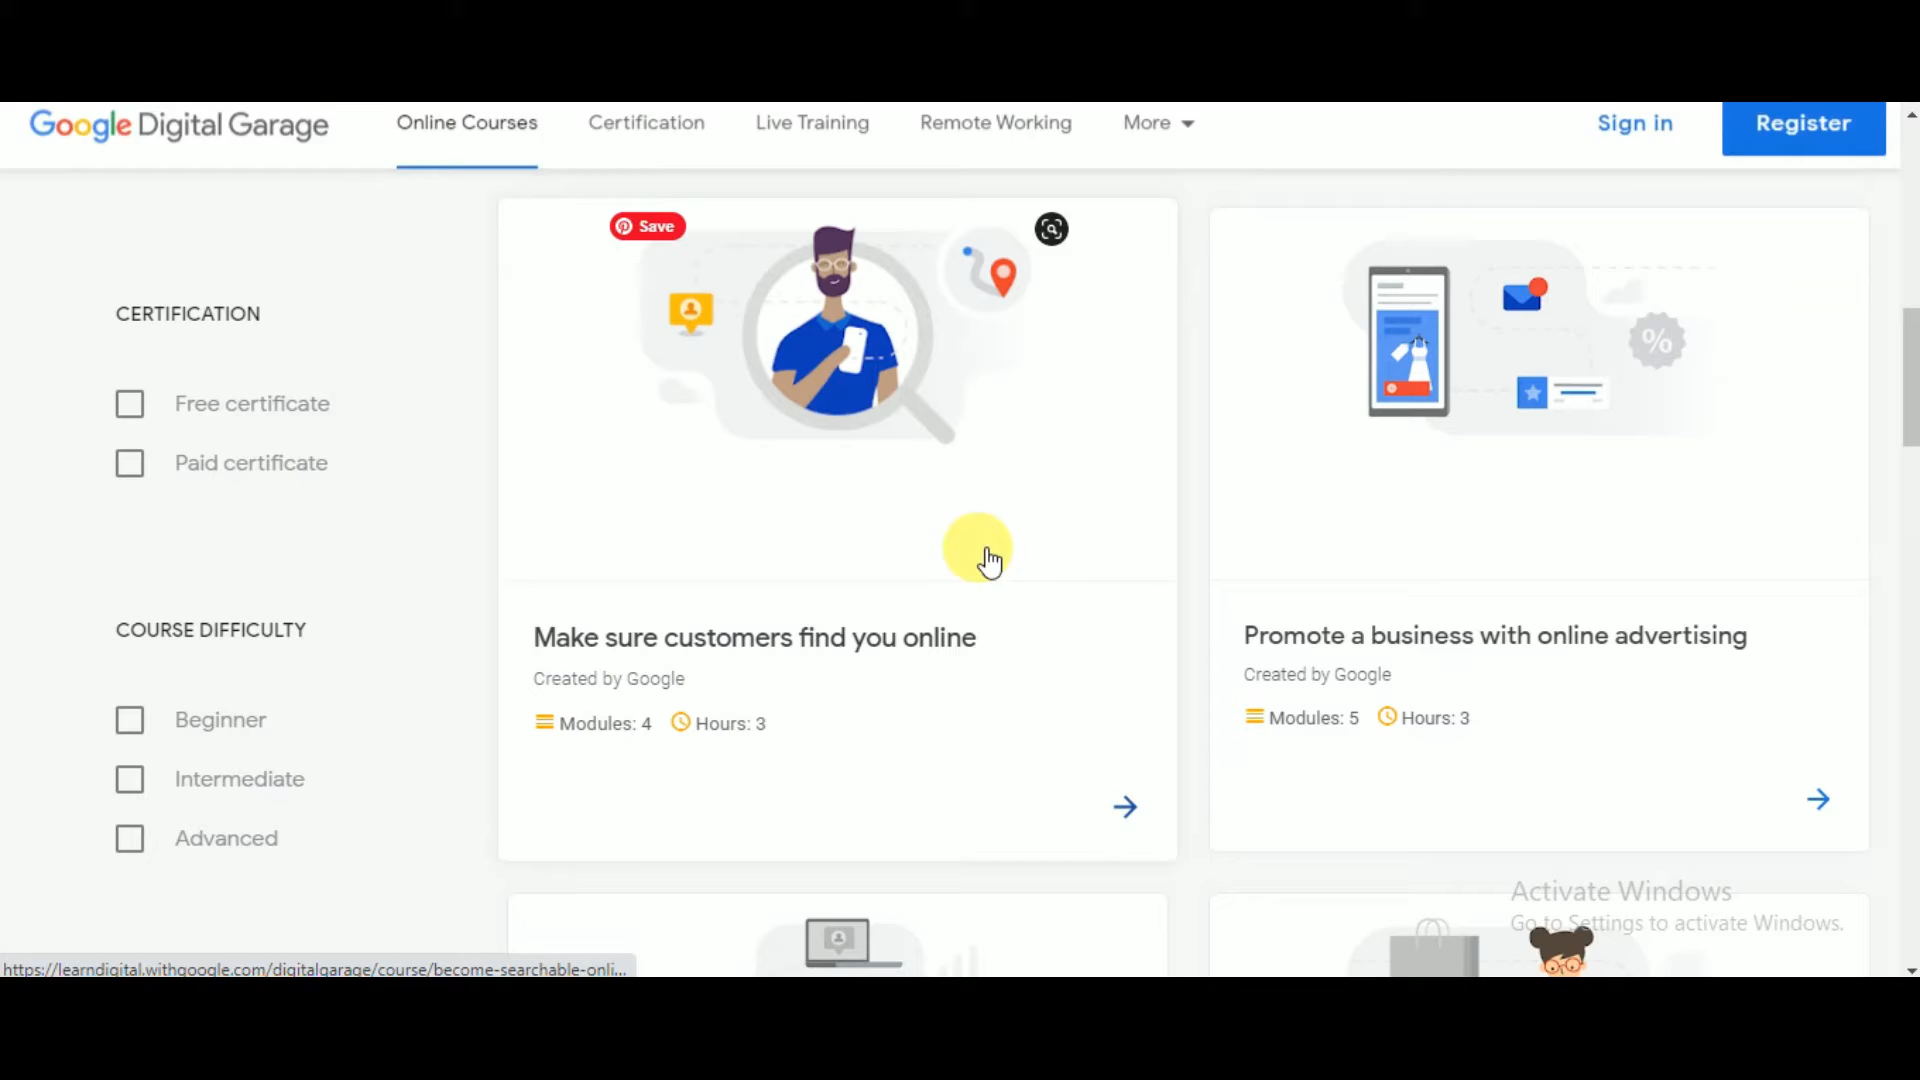 Google Digital Garage
Online Courses
Certification
Live Training
Remote Working
More
Sign in
Register
Save
CERTIFICATION
Free certificate
Paid certificate
COURSE DIFFICULTY
Beginner
Intermediate
Advanced
%
Make sure customers find you online
Created by Google
Modules: 4 Hours: 3
Promote a business with online advertising
Created by Google
Modules: 5 Hours: 3
Activate Windows
Go to Settings to activate Windows.
https://learndigital.withgoogle.com/digitalgarage/course/become-searchable-onli...